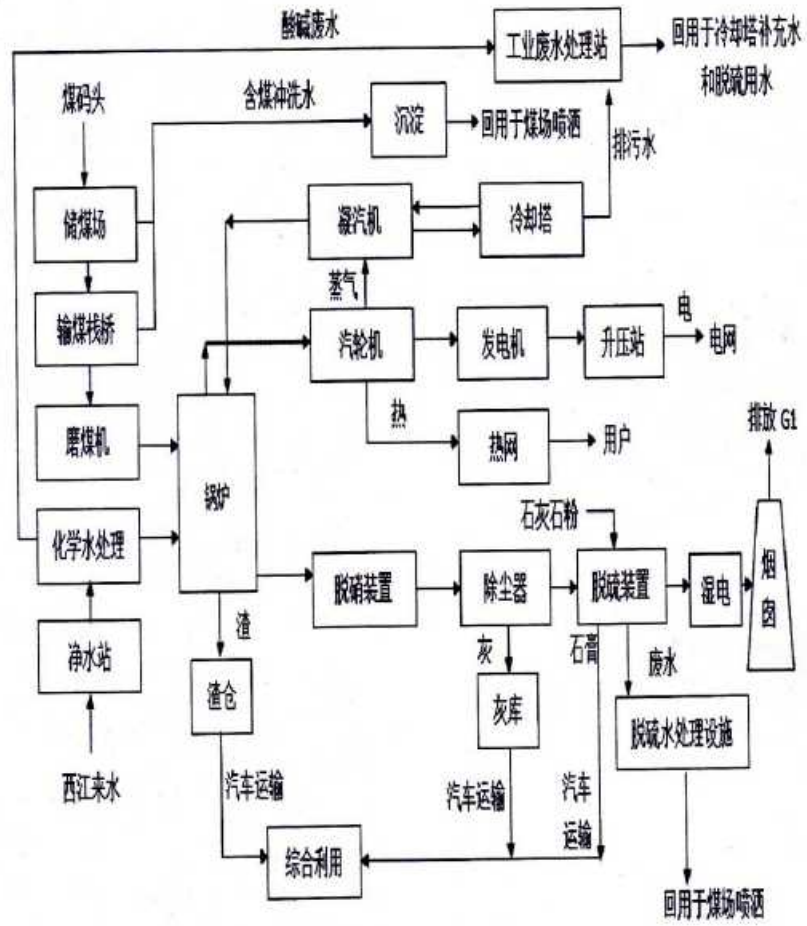 酸碱废水
工业废水处理站
回用于冷却塔补充水
和脱硫用水
煤码头
含煤冲洗水
沉淀
回用于煤场喷洒
排污水
储煤场
凝汽机
冷却塔
蒸气
输煤栈桥
汽轮机
发电机
升压站
电
电网
磨煤机
锅炉
热
热网
用户
排放 G1
石灰石粉
化学水处理
脱硝装置
除尘器
脱硫装置
湿电
烟囱
净水站
渣
灰
石膏
废水
渣仓
灰库
脱硫水处理设施
西江来水
汽车运输
汽车运输
汽车
运输
综合利用
回用于煤场喷洒